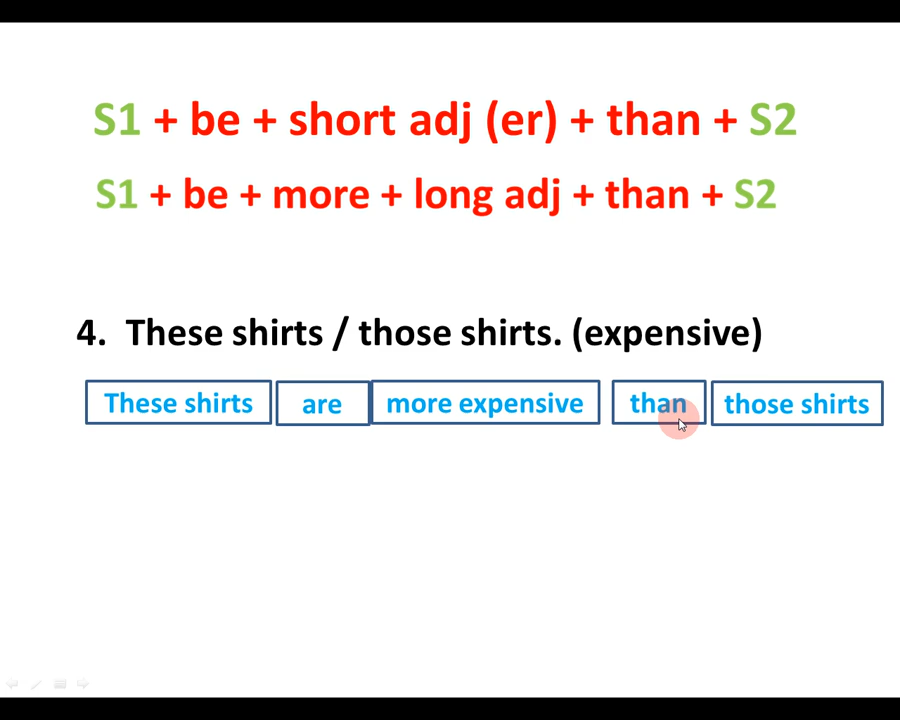 S1 + be + short adj (er) + than + S2
S1 + be + more + long adj + than + S2
4. These shirts / those shirts. (expensive)
These shirts are more expensive than those shirts